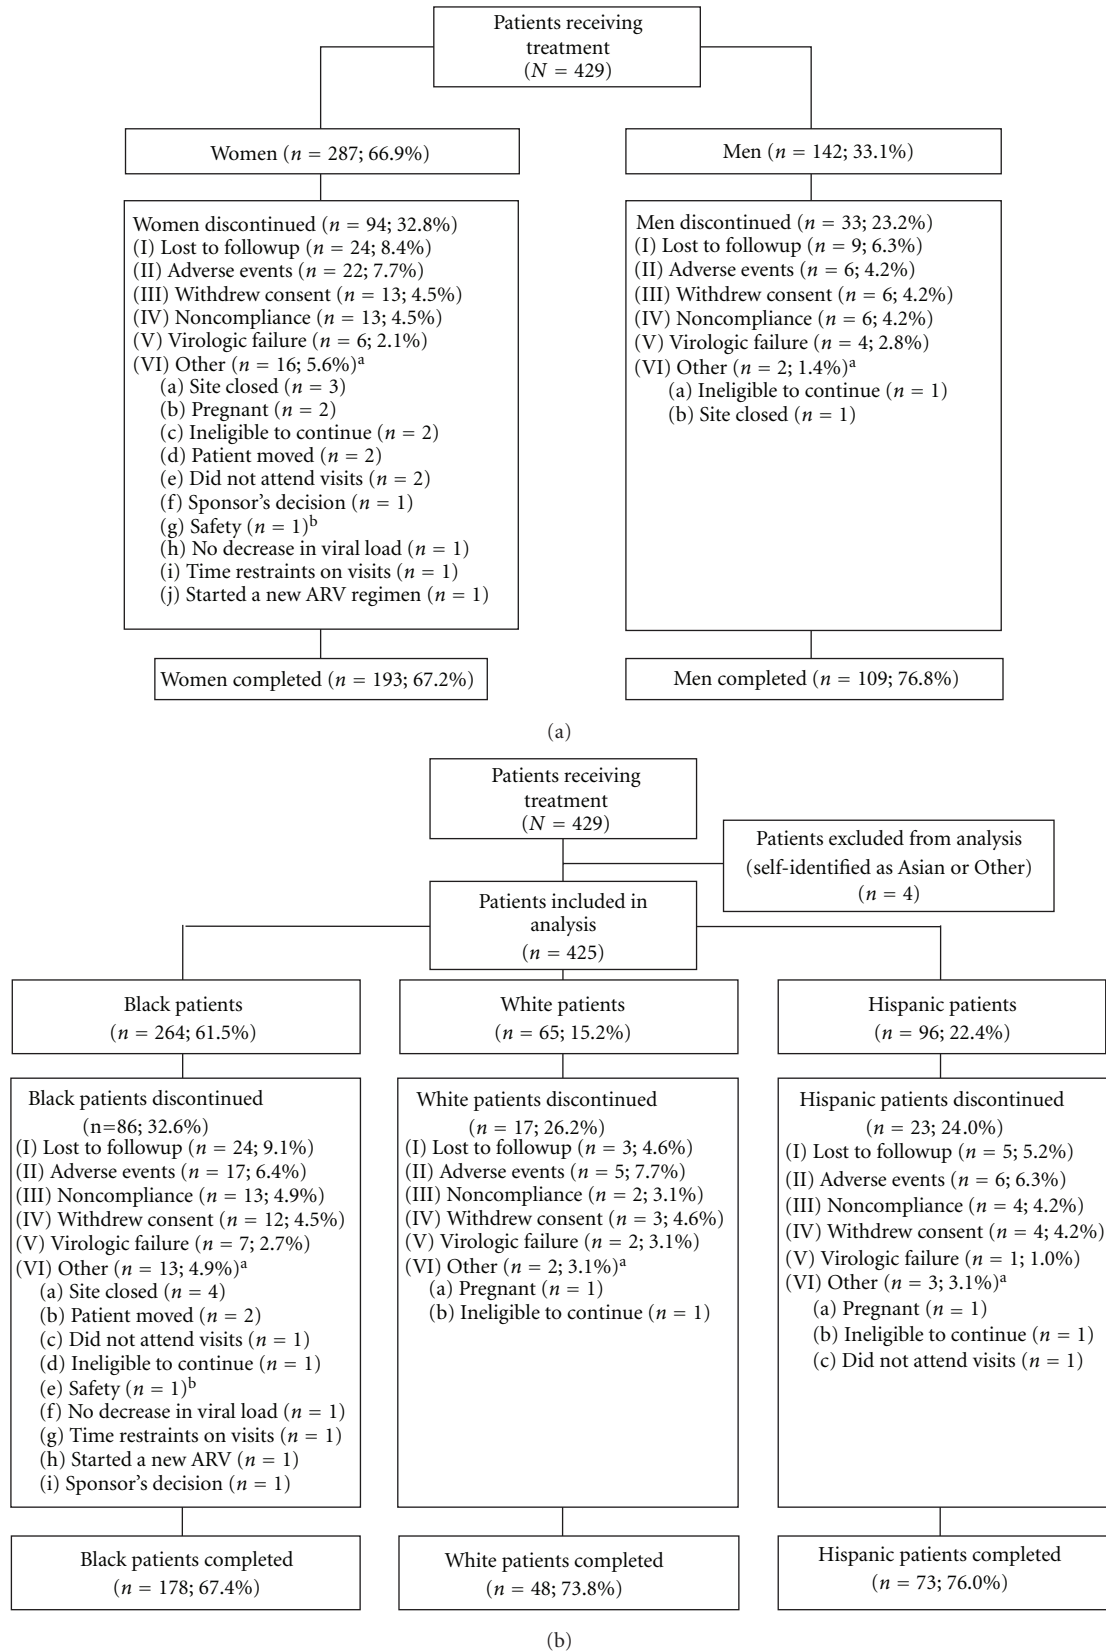 Patients receiving
treatment
(N = 429)
Women (n = 287; 66.9%)
Men (n = 142; 33.1%)
Women discontinued (n = 94; 32.8%)
(I) Lost to followup (n = 24; 8.4%)
(II) Adverse events (n = 22; 7.7%)
(III) Withdrew consent (n = 13; 4.5%)
(IV) Noncompliance (n = 13; 4.5%)
(V) Virologic failure (n = 6; 2.1%)
(VI) Other (n = 16; 5.6%)a
(a) Site closed (n = 3)
(b) Pregnant (n = 2)
(c) Ineligible to continue (n = 2)
(d) Patient moved (n = 2)
(e) Did not attend visits (n = 2)
(f) Sponsor's decision (n = 1)
(g) Safety (n = 1)b
(h) No decrease in viral load (n = 1)
(i) Time restraints on visits (n = 1)
(j) Started a new ARV regimen (n = 1)
Men discontinued (n = 33; 23.2%)
(I) Lost to followup (n = 9; 6.3%)
(II) Adverse events (n = 6; 4.2%)
(III) Withdrew consent (n = 6; 4.2%)
(IV) Noncompliance (n = 6; 4.2%)
(V) Virologic failure (n = 4; 2.8%)
(VI) Other (n = 2; 1.4%)a
(a) Ineligible to continue (n = 1)
(b) Site closed (n = 1)
Women completed (n = 193; 67.2%)
Men completed (n = 109; 76.8%)
(a)
Patients receiving
treatment
(N = 429)
Patients excluded from analysis
(self-identified as Asian or Other)
(n = 4)
Patients included in
analysis
(n = 425)
Black patients
(n = 264; 61.5%)
White patients
(n = 65; 15.2%)
Hispanic patients
(n = 96; 22.4%)
Black patients discontinued
(n=86; 32.6%)
(I) Lost to followup (n = 24; 9.1%)
(II) Adverse events (n = 17; 6.4%)
(III) Noncompliance (n = 13; 4.9%)
(IV) Withdrew consent (n = 12; 4.5%)
(V) Virologic failure (n = 7; 2.7%)
(VI) Other (n = 13; 4.9%)a
(a) Site closed (n = 4)
(b) Patient moved (n = 2)
(c) Did not attend visits (n = 1)
(d) Ineligible to continue (n = 1)
(e) Safety (n = 1)b
(f) No decrease in viral load (n = 1)
(g) Time restraints on visits (n = 1)
(h) Started a new ARV (n = 1)
(i) Sponsor's decision (n = 1)
White patients discontinued
(n = 17; 26.2%)
(I) Lost to followup (n = 3; 4.6%)
(II) Adverse events (n = 5; 7.7%)
(III) Noncompliance (n = 2; 3.1%)
(IV) Withdrew consent (n = 3; 4.6%)
(V) Virologic failure (n = 2; 3.1%)
(VI) Other (n = 2; 3.1%)a
(a) Pregnant (n = 1)
(b) Ineligible to continue (n = 1)
Hispanic patients discontinued
(n = 23; 24.0%)
(I) Lost to followup (n = 5; 5.2%)
(II) Adverse events (n = 6; 6.3%)
(III) Noncompliance (n = 4; 4.2%)
(IV) Withdrew consent (n = 4; 4.2%)
(V) Virologic failure (n = 1; 1.0%)
(VI) Other (n = 3; 3.1%)a
(a) Pregnant (n = 1)
(b) Ineligible to continue (n = 1)
(c) Did not attend visits (n = 1)
Black patients completed
(n = 178; 67.4%)
White patients completed
(n = 48; 73.8%)
Hispanic patients completed
(n = 73; 76.0%)
(b)